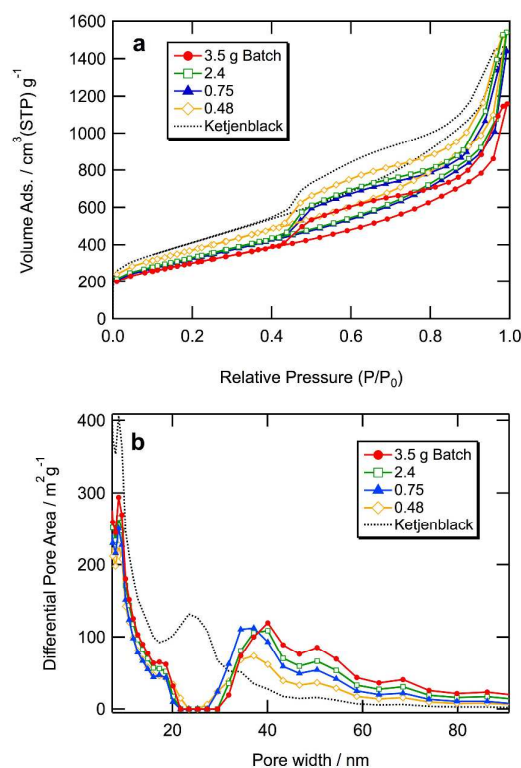 a
3.5 g Batch
2.4
0.75
0.48
Ketjenblack
1600
1400
1200
1000
800
600
400
200
0
Volume Ads. / cm³(STP) g⁻¹
0.0 0.2 0.4 0.6 0.8 1.0
Relative Pressure (P/P₀)
b
3.5 g Batch
2.4
0.75
0.48
Ketjenblack
400
300
200
100
0
Differential Pore Area / m² g⁻¹
20 40 60 80
Pore width / nm